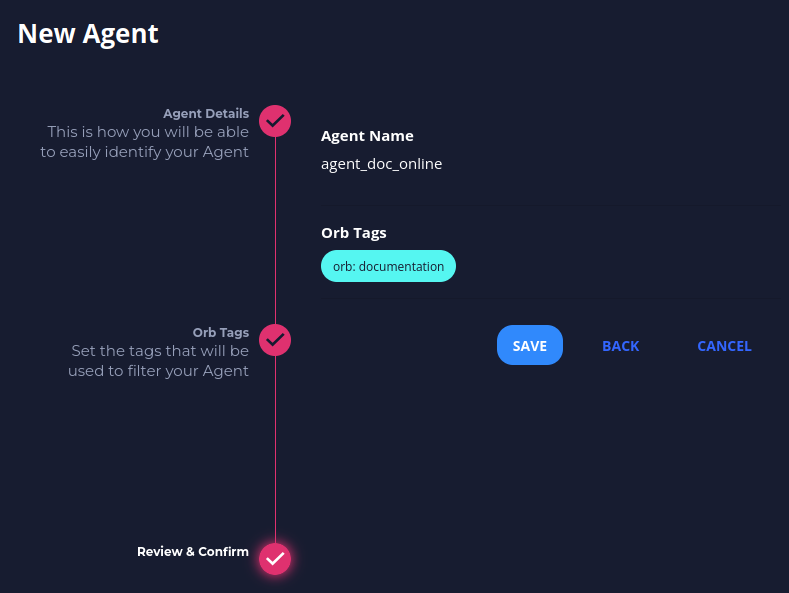 New Agent
Agent Details
This is how you will be able
to easily identify your Agent
Agent Name
agent_doc_online
Orb Tags
orb: documentation
Orb Tags
Set the tags that will be
used to filter your Agent
SAVE BACK CANCEL
Review & Confirm